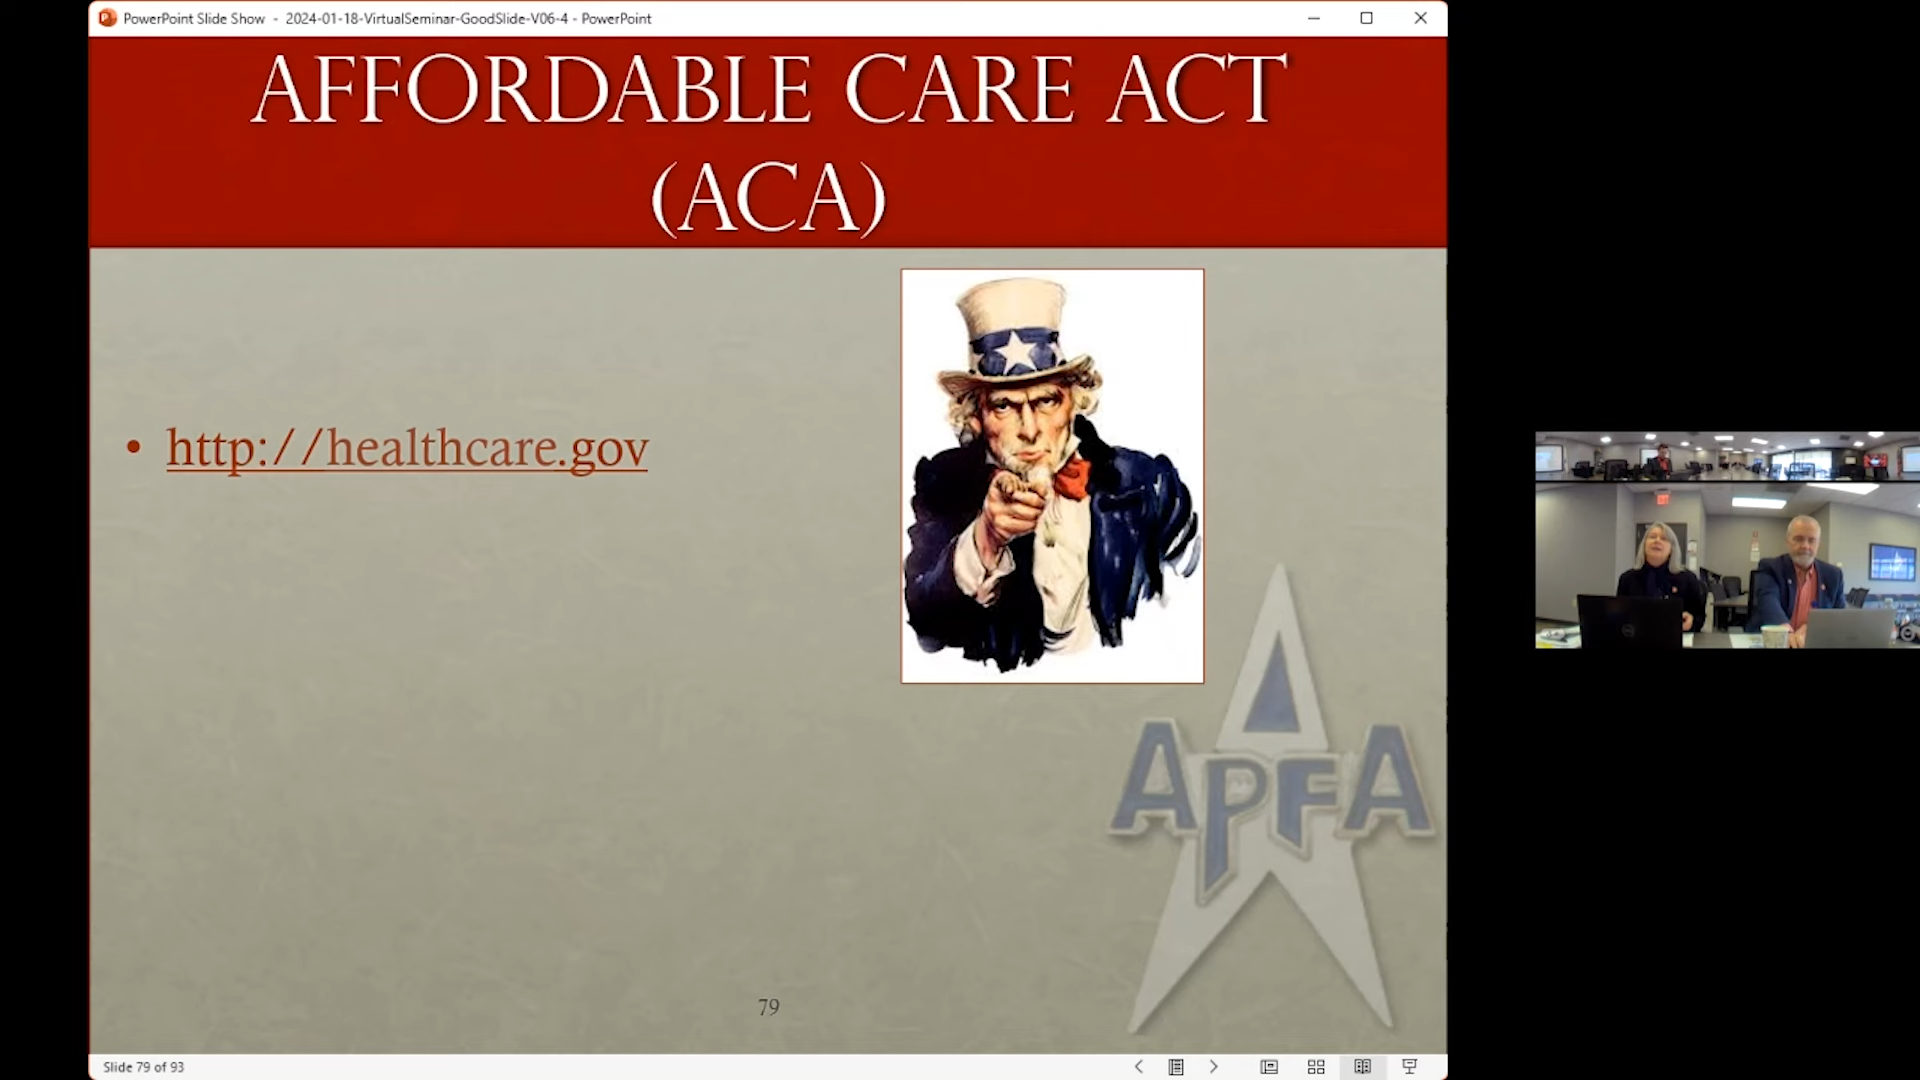 PowerPoint Slide Show - 2024-01-18-VirtualSeminar-GoodSlide-V06-4 - PowerPoint
AFFORDABLE CARE ACT
(ACA)
• http://healthcare.gov
APFA
79
Slide 79 of 93